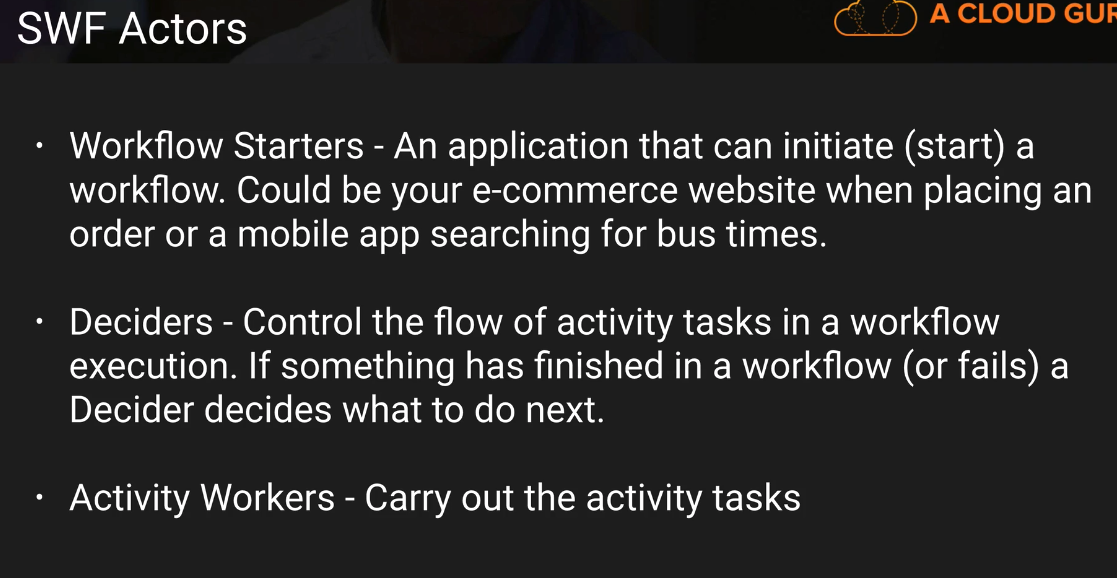 SWF Actors
A CLOUD GUR
• Workflow Starters - An application that can initiate (start) a
workflow. Could be your e-commerce website when placing an
order or a mobile app searching for bus times.
• Deciders - Control the flow of activity tasks in a workflow
execution. If something has finished in a workflow (or fails) a
Decider decides what to do next.
• Activity Workers - Carry out the activity tasks